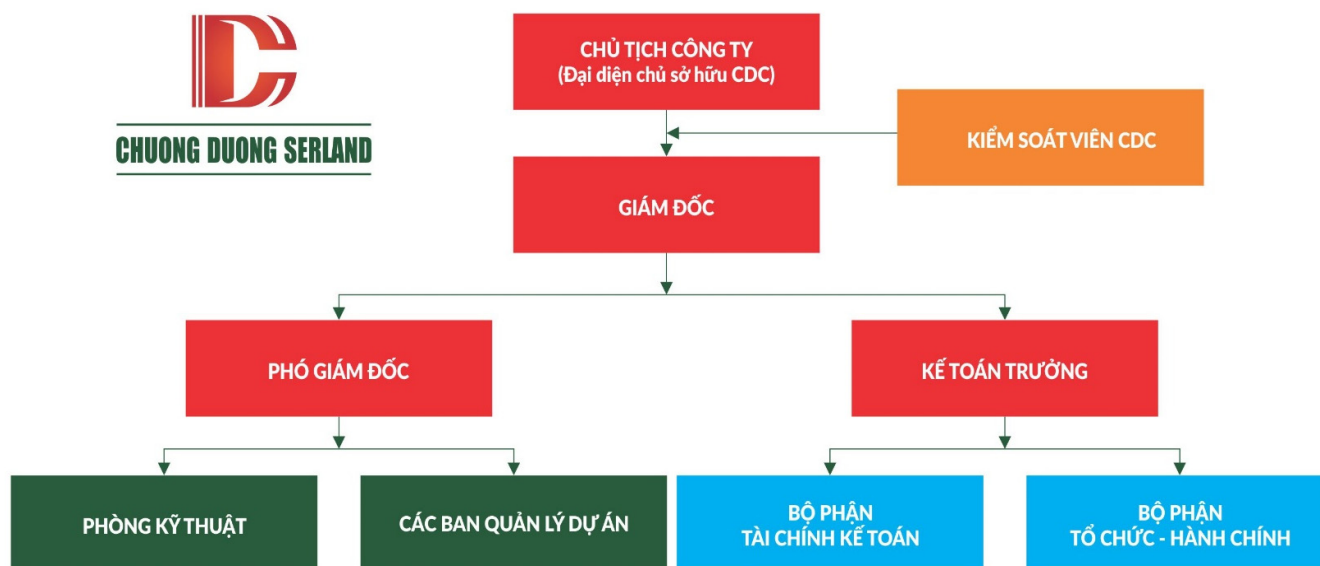 CHUONG DUONG SERLAND
CHỦ TỊCH CÔNG TY
(Đại diện chủ sở hữu CDC)
KIỂM SOÁT VIÊN CDC
GIÁM ĐỐC
PHÓ GIÁM ĐỐC
KẾ TOÁN TRƯỞNG
PHÒNG KỸ THUẬT
CÁC BAN QUẢN LÝ DỰ ÁN
BỘ PHẬN
TÀI CHÍNH KẾ TOÁN
BỘ PHẬN
TỔ CHỨC - HÀNH CHÍNH